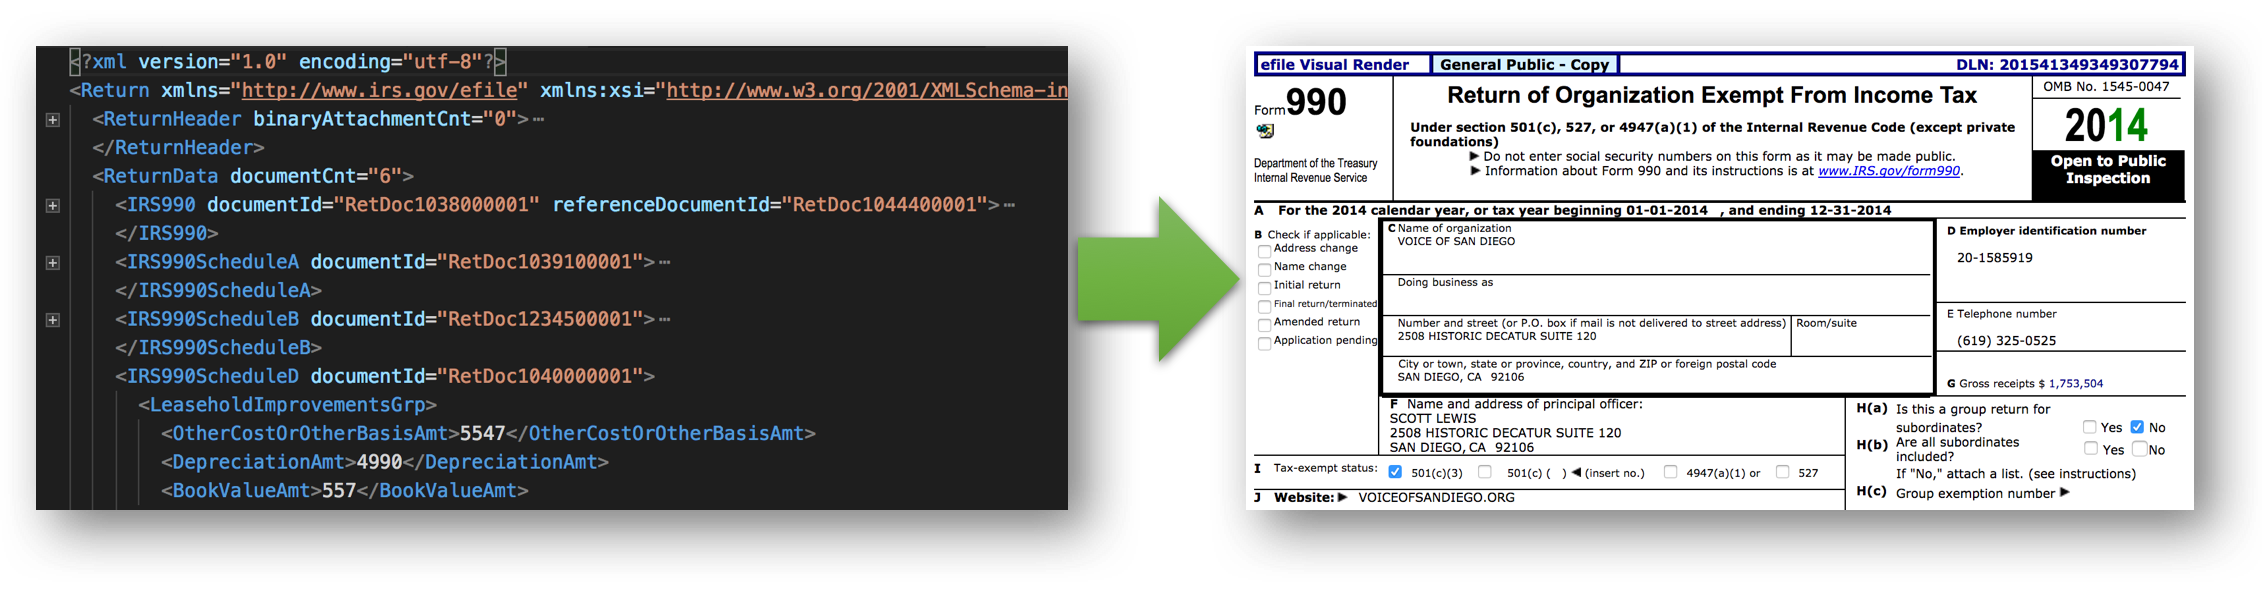 <?xml version="1.0" encoding="utf-8"?>
<Return xmlns="http://www.irs.gov/efile" xmlns:xsi="http://www.w3.org/2001/XMLSchema-in
<ReturnHeader binaryAttachmentCnt="0">⋯
</ReturnHeader>
<ReturnData documentCnt="6">
<IRS990 documentId="RetDoc1038000001" referenceDocumentId="RetDoc1044400001">⋯
</IRS990>
<IRS990ScheduleA documentId="RetDoc1039100001">⋯
</IRS990ScheduleA>
<IRS990ScheduleB documentId="RetDoc1234500001">⋯
</IRS990ScheduleB>
<IRS990ScheduleD documentId="RetDoc1040000001">
<LeaseholdImprovementsGrp>
<OtherCostOrOtherBasisAmt>5547</OtherCostOrOtherBasisAmt>
<DepreciationAmt>4990</DepreciationAmt>
<BookValueAmt>557</BookValueAmt>
efile Visual Render General Public - Copy DLN: 201541349349307794
Form 990
Department of the Treasury
Internal Revenue Service
Return of Organization Exempt From Income Tax
Under section 501(c), 527, or 4947(a)(1) of the Internal Revenue Code (except private
foundations)
▶ Do not enter social security numbers on this form as it may be made public.
▶ Information about Form 990 and its instructions is at www.IRS.gov/form990.
OMB No. 1545-0047
2014
Open to Public
Inspection
A For the 2014 calendar year, or tax year beginning 01-01-2014 , and ending 12-31-2014
B Check if applicable:
Address change
Name change
Initial return
Final return/terminated
Amended return
Application pending
C Name of organization
VOICE OF SAN DIEGO
Doing business as
Number and street (or P.O. box if mail is not delivered to street address) Room/suite
2508 HISTORIC DECATUR SUITE 120
City or town, state or province, country, and ZIP or foreign postal code
SAN DIEGO, CA 92106
D Employer identification number
20-1585919
E Telephone number
(619) 325-0525
G Gross receipts $ 1,753,504
F Name and address of principal officer:
SCOTT LEWIS
2508 HISTORIC DECATUR SUITE 120
SAN DIEGO, CA 92106
H(a) Is this a group return for
subordinates? Yes No
H(b) Are all subordinates
included? Yes No
If "No," attach a list. (see instructions)
H(c) Group exemption number ▶
I Tax-exempt status: 501(c)(3) 501(c) ( ) ◀ (insert no.) 4947(a)(1) or 527
J Website: ▶ VOICEOFSANDIEGO.ORG